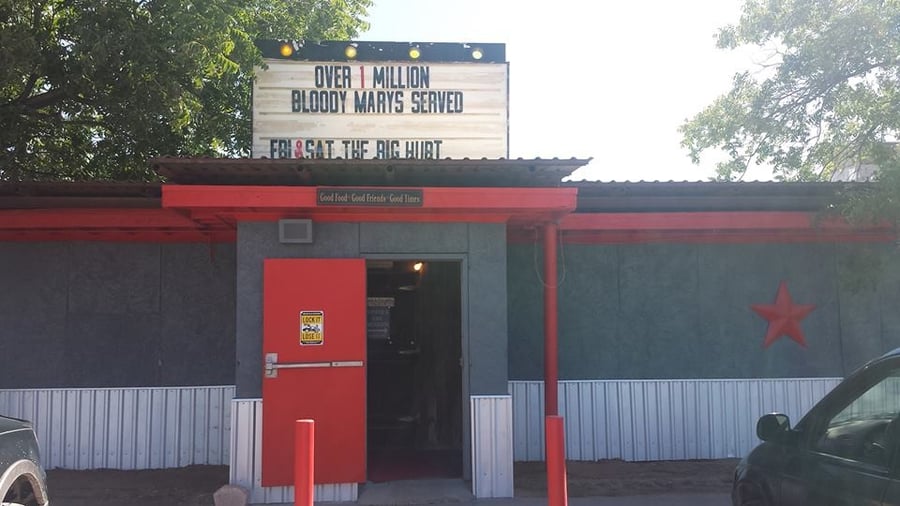 OVER 1 MILLION
BLOODY MARYS SERVED
FRI & SAT THE BIG HURT
Good Food · Good Friends · Good Times
LOCK IT
LOSE IT